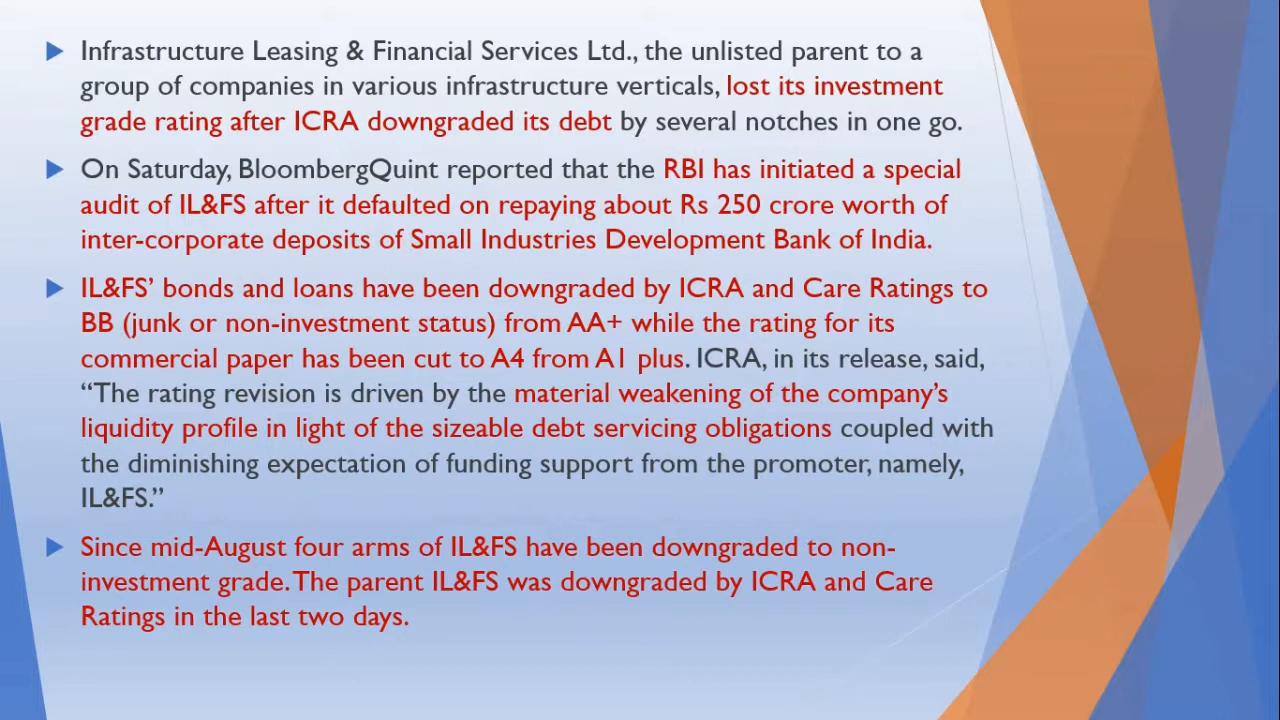 Infrastructure Leasing & Financial Services Ltd., the unlisted parent to a
group of companies in various infrastructure verticals, lost its investment
grade rating after ICRA downgraded its debt by several notches in one go.
On Saturday, BloombergQuint reported that the RBI has initiated a special
audit of IL&FS after it defaulted on repaying about Rs 250 crore worth of
inter-corporate deposits of Small Industries Development Bank of India.
IL&FS’ bonds and loans have been downgraded by ICRA and Care Ratings to
BB (junk or non-investment status) from AA+ while the rating for its
commercial paper has been cut to A4 from A1 plus. ICRA, in its release, said,
“The rating revision is driven by the material weakening of the company’s
liquidity profile in light of the sizeable debt servicing obligations coupled with
the diminishing expectation of funding support from the promoter, namely,
IL&FS.”
Since mid-August four arms of IL&FS have been downgraded to non-
investment grade. The parent IL&FS was downgraded by ICRA and Care
Ratings in the last two days.